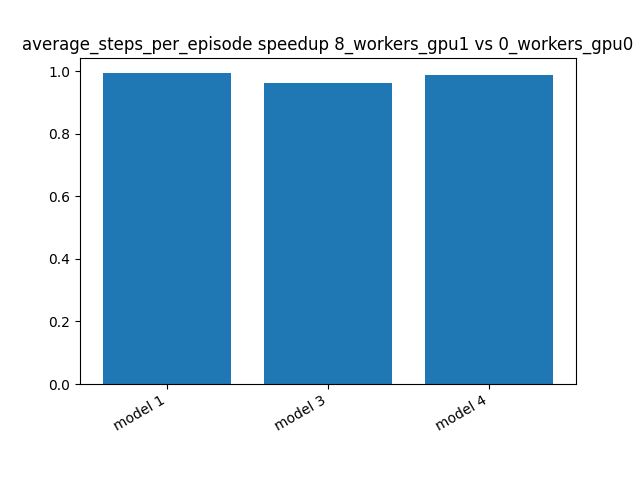 average_steps_per_episode speedup 8_workers_gpu1 vs 0_workers_gpu0
1.0
0.8
0.6
0.4
0.2
0.0
model 1
model 3
model 4